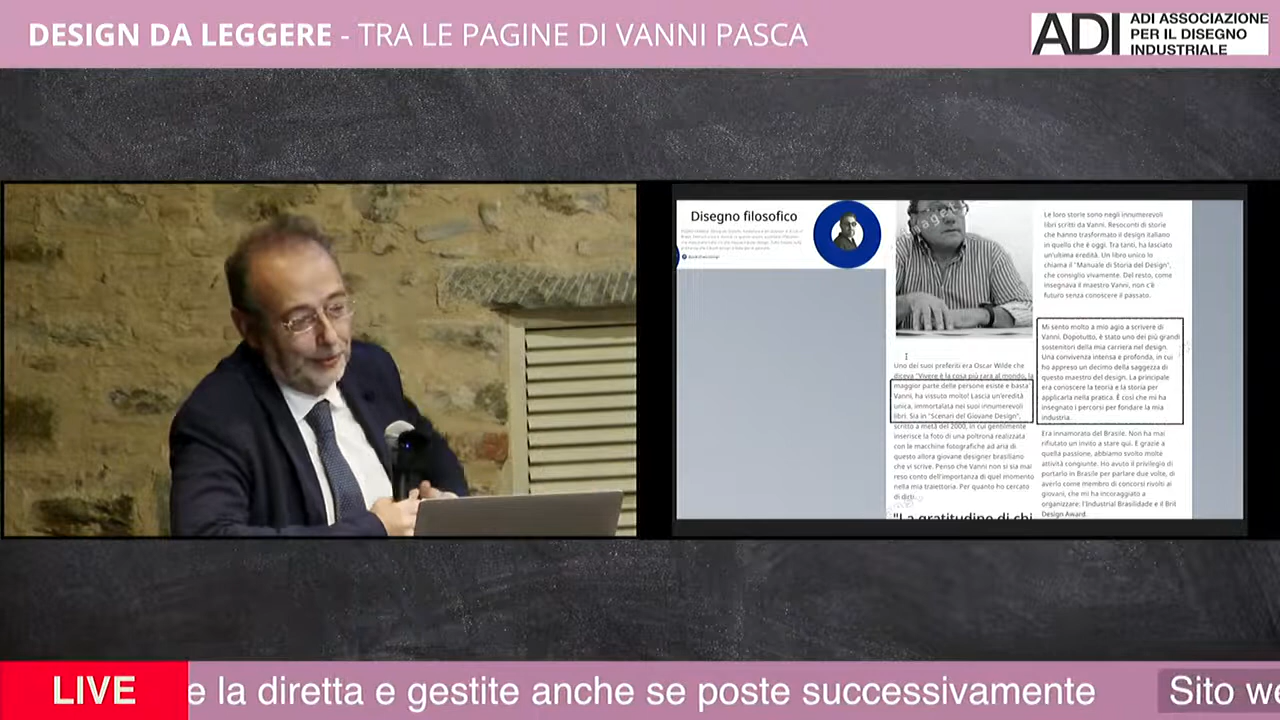 DESIGN DA LEGGERE - TRA LE PAGINE DI VANNI PASCA
ADI
ADI ASSOCIAZIONE
PER IL DISEGNO
INDUSTRIALE
Disegno filosofico
Uno dei tuoi preferiti era Oscar Wilde che
diceva "Vivere è la cosa più rara al mondo, la
maggior parte delle persone esiste e basta"
Vanni, ha vissuto molto! Lascia un'eredità
unica, immortalata nei suoi innumerevoli
libri. Sia in "Scenari del Giovane Design",
scritto a metà del 2000, in cui gentilmente
inserisce la foto di una poltrona realizzata
con le macchine fotografiche ad aria di
questo allora giovane designer brasiliano
che vi scrive. Penso che Vanni non si sia mai
reso conto dell'importanza di quel momento
nella mia traiettoria. Per quanto ho cercato
di dirti.
"La gratitudine di chi
Le loro storie sono negli innumerevoli
libri scritti da Vanni. Resoconti di storie
che hanno trasformato il design italiano
in quello che è oggi. Tra tanti, ha lasciato
un'ultima eredità. Un libro unico lo
chiama il "Manuale di Storia del Design",
che consiglio vivamente. Del resto, come
insegnava il maestro Vanni, non c'è
futuro senza conoscere il passato.
Mi sento molto a mio agio a scrivere di
Vanni. Dopotutto, è stato uno dei più grandi
sostenitori della mia carriera nel design.
Una convivenza intensa e profonda, in cui
ho appreso un decimo della saggezza di
questo maestro del design. La principale
era conoscere la teoria e la storia per
applicarla nella pratica. È così che mi ha
insegnato i percorsi per fondare la mia
industria.
Era innamorato del Brasile. Non ha mai
rifiutato un invito a stare qui. E grazie a
quella passione, abbiamo svolto molte
attività congiunte. Ho avuto il privilegio di
portarlo in Brasile per parlare due volte, di
averlo come membro di concorsi rivolti ai
giovani, che mi ha incoraggiato a
organizzare: l'Industrial Brasilidade e il Bril
Design Award.
LIVE
e la diretta e gestite anche se poste successivamente
Sito we